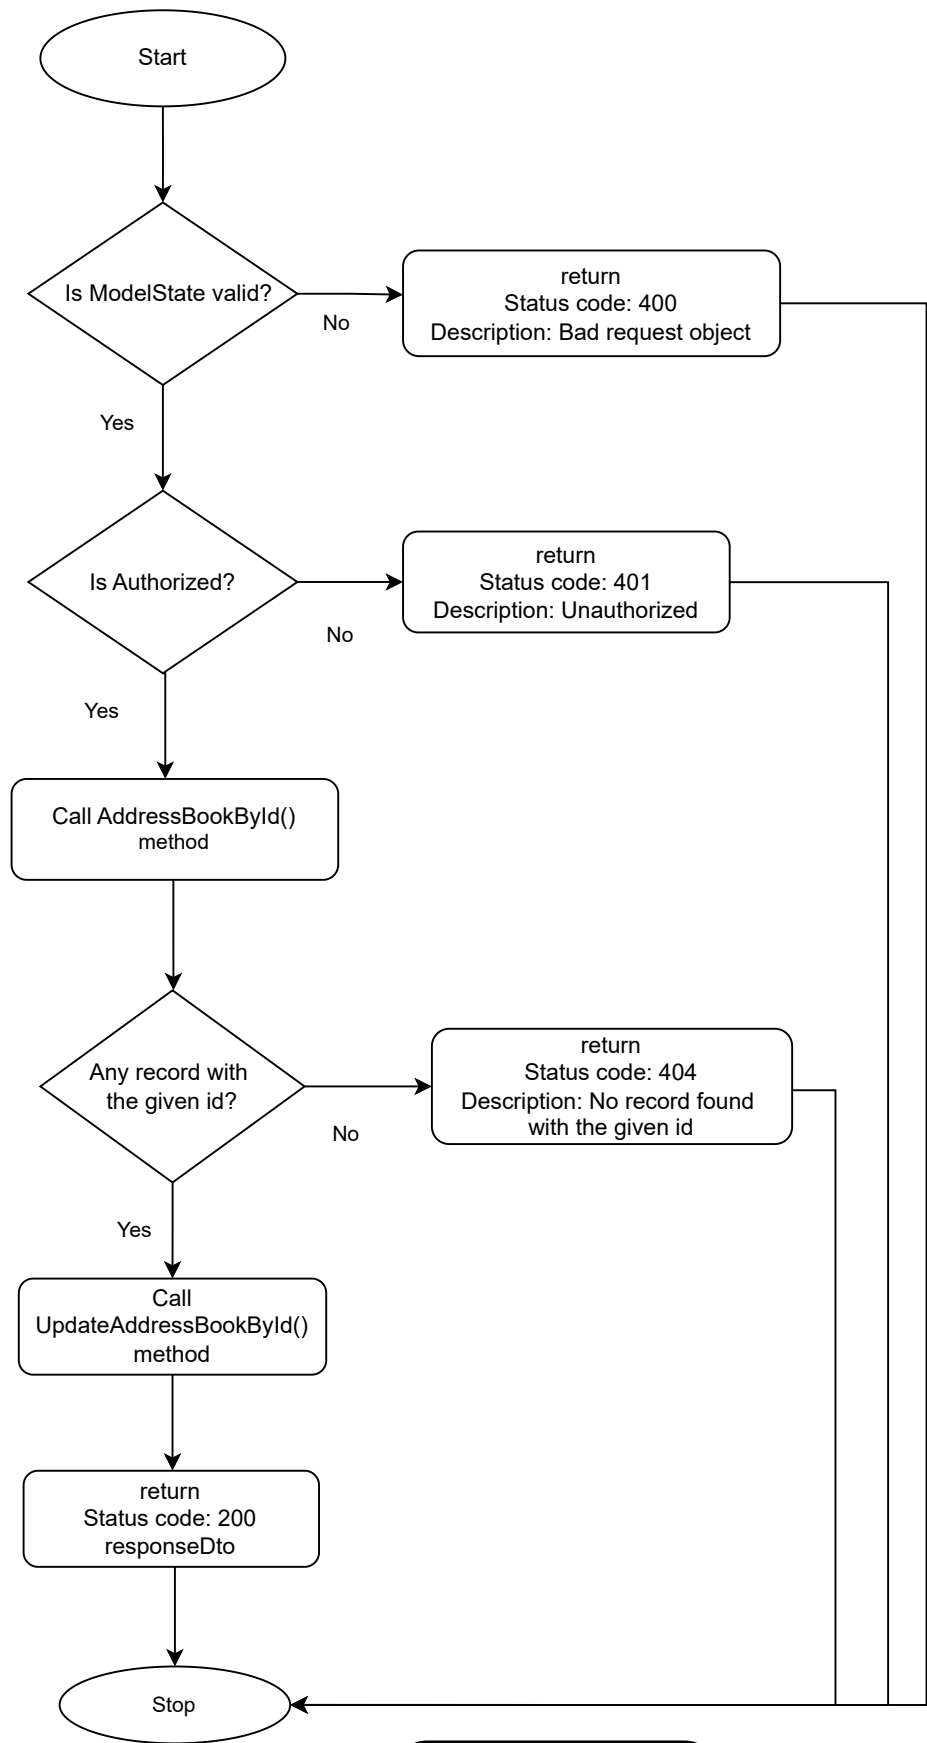 Start
Is ModelState valid?
No
return
Status code: 400
Description: Bad request object
Yes
Is Authorized?
No
return
Status code: 401
Description: Unauthorized
Yes
Call AddressBookById()
method
Any record with
the given id?
No
return
Status code: 404
Description: No record found
with the given id
Yes
Call
UpdateAddressBookById()
method
return
Status code: 200
responseDto
Stop